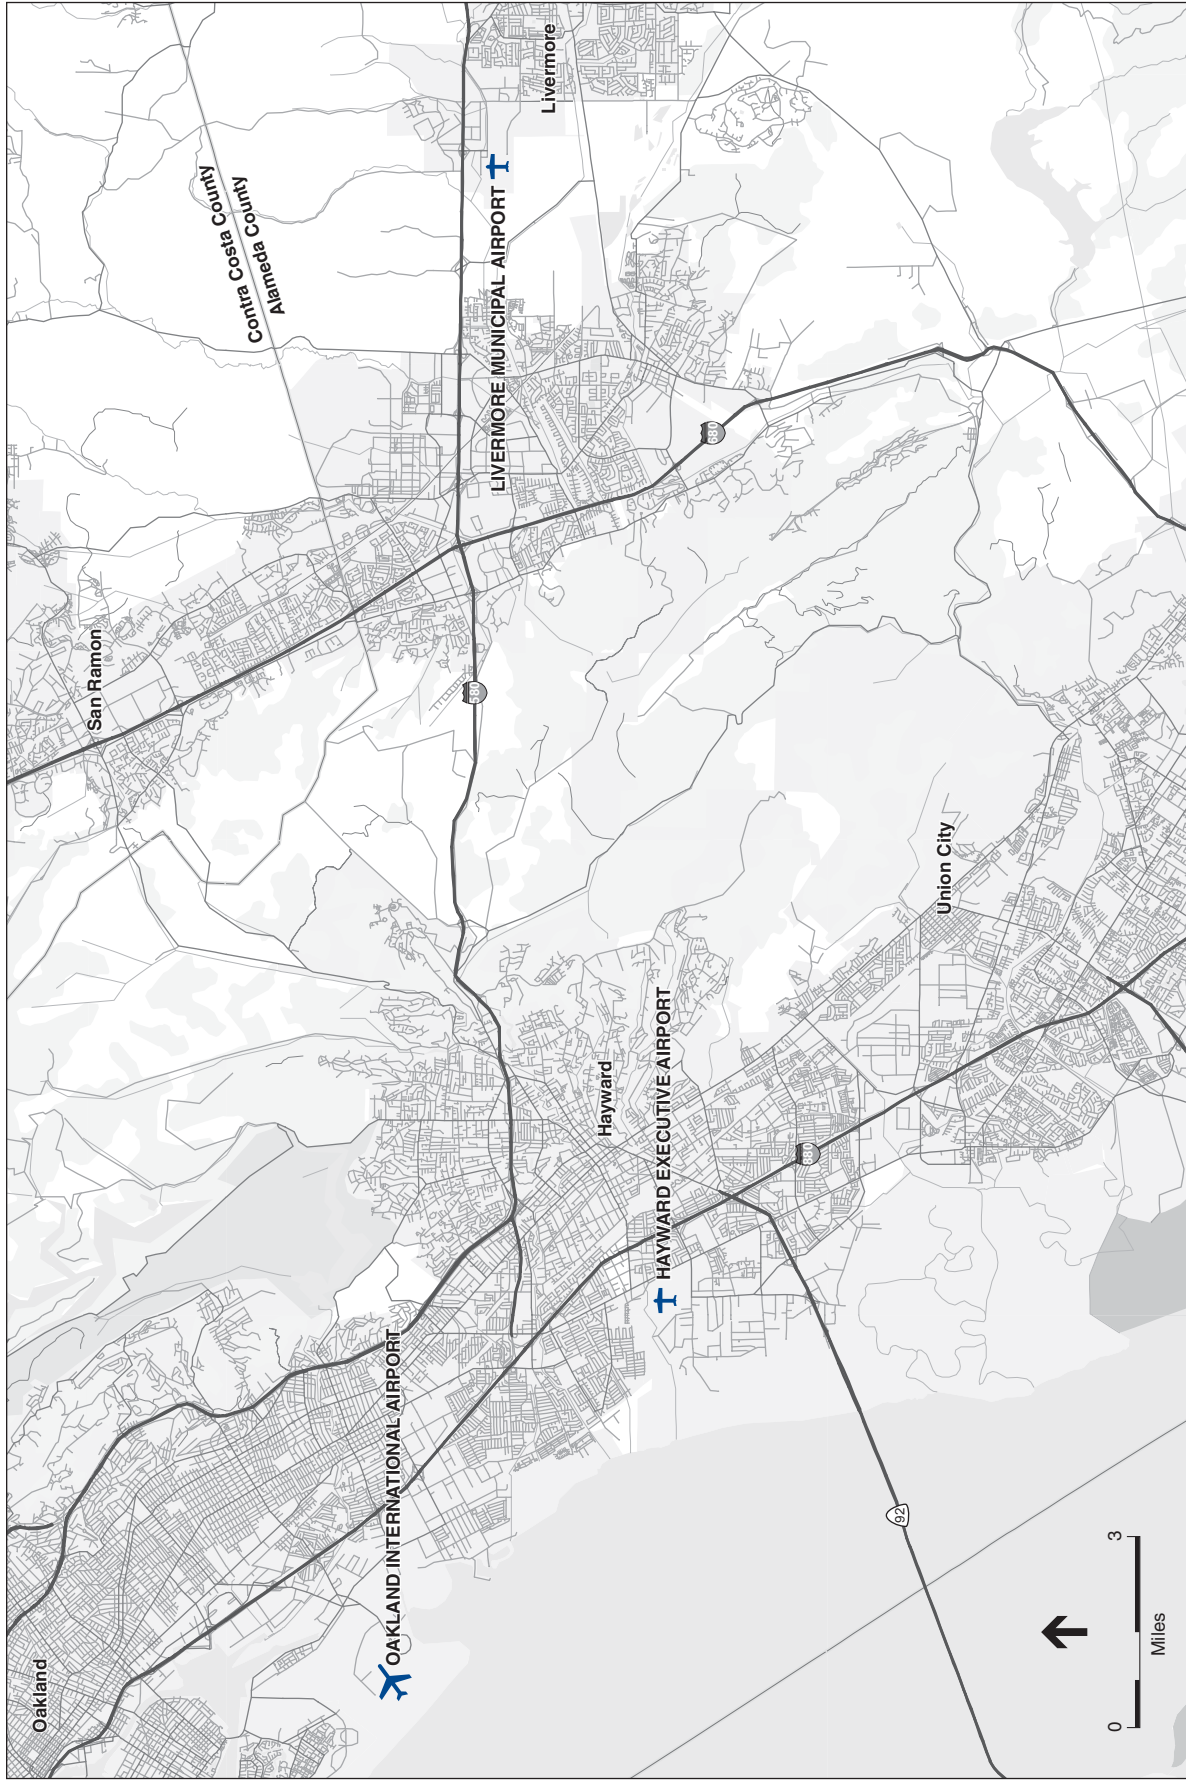 Oakland
San Ramon
Contra Costa County
Alameda County
OAKLAND INTERNATIONAL AIRPORT
580
LIVERMORE MUNICIPAL AIRPORT
Livermore
Hayward
HAYWARD EXECUTIVE AIRPORT
680
880
92
Union City
0
3
Miles